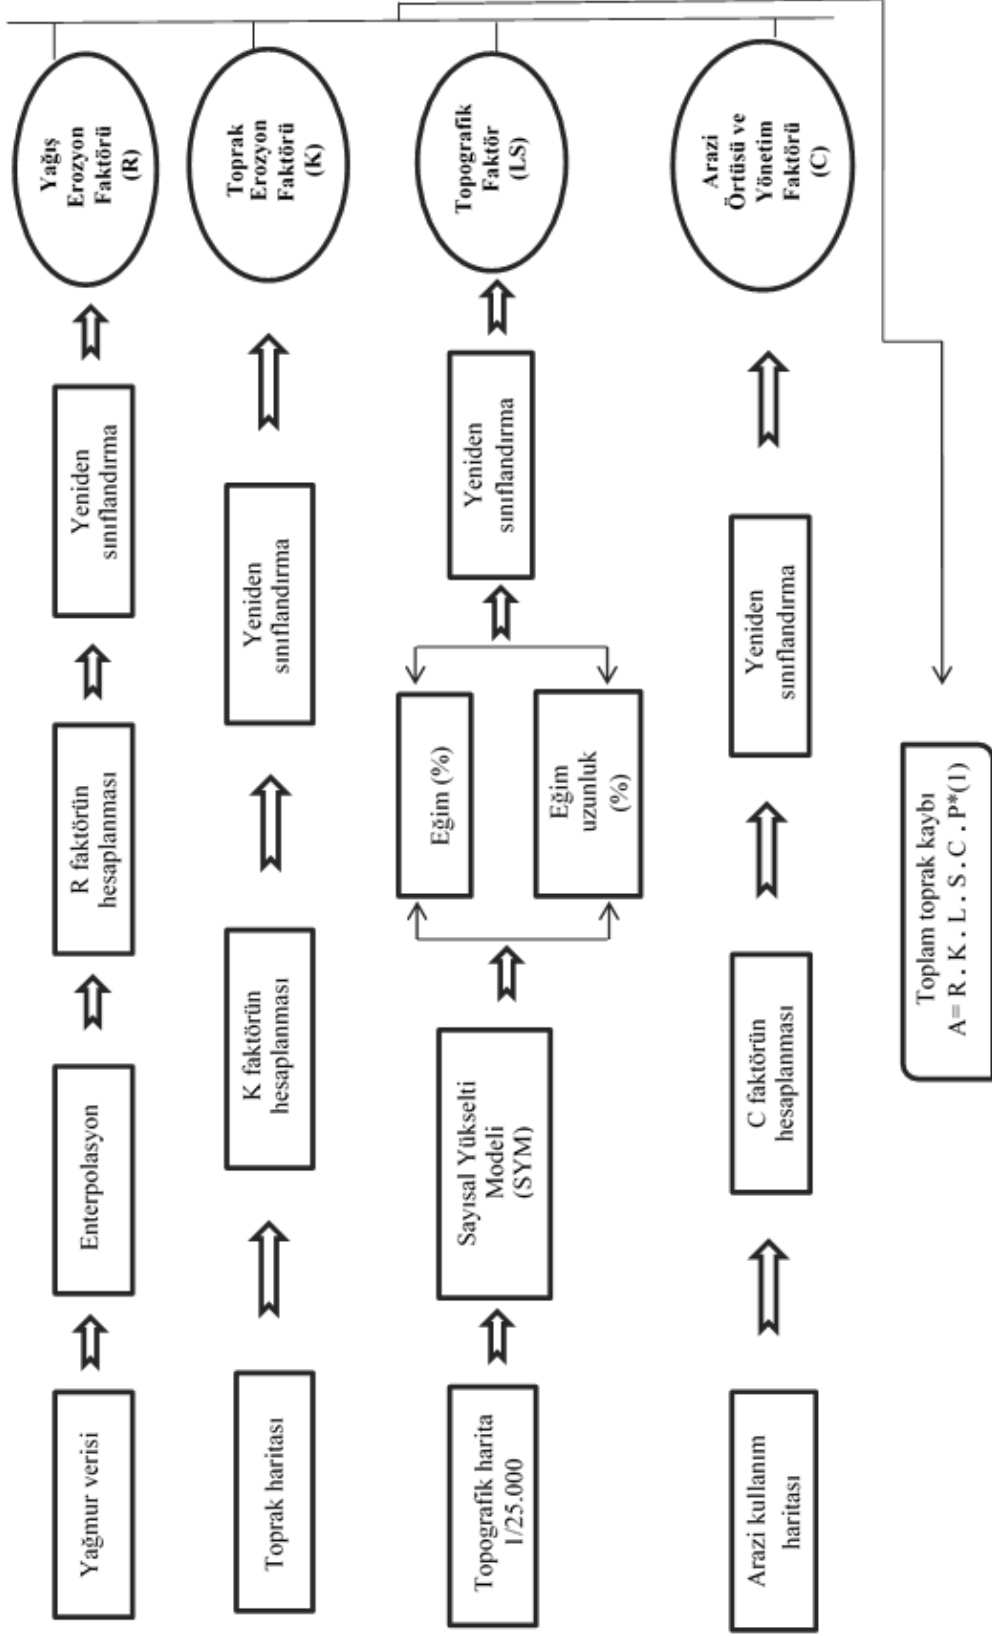 Yağmur verisi
Enterpolasyon
R faktörün
hesaplanması
Yeniden
sınıflandırma
Yağış
Erozyon
Faktörü
(R)
Toprak haritası
K faktörün
hesaplanması
Yeniden
sınıflandırma
Toprak
Erozyon
Faktörü
(K)
Topografik harita
1/25.000
Sayısal Yükselti
Modeli
(SYM)
Eğim (%)
Eğim
uzunluk
(%)
Yeniden
sınıflandırma
Topografik
Faktör
(LS)
Arazi kullanım
haritası
C faktörün
hesaplanması
Yeniden
sınıflandırma
Arazi
Örtüsü ve
Yönetim
Faktörü
(C)
Toplam toprak kaybı
A= R . K . L . S . C . P*(1)